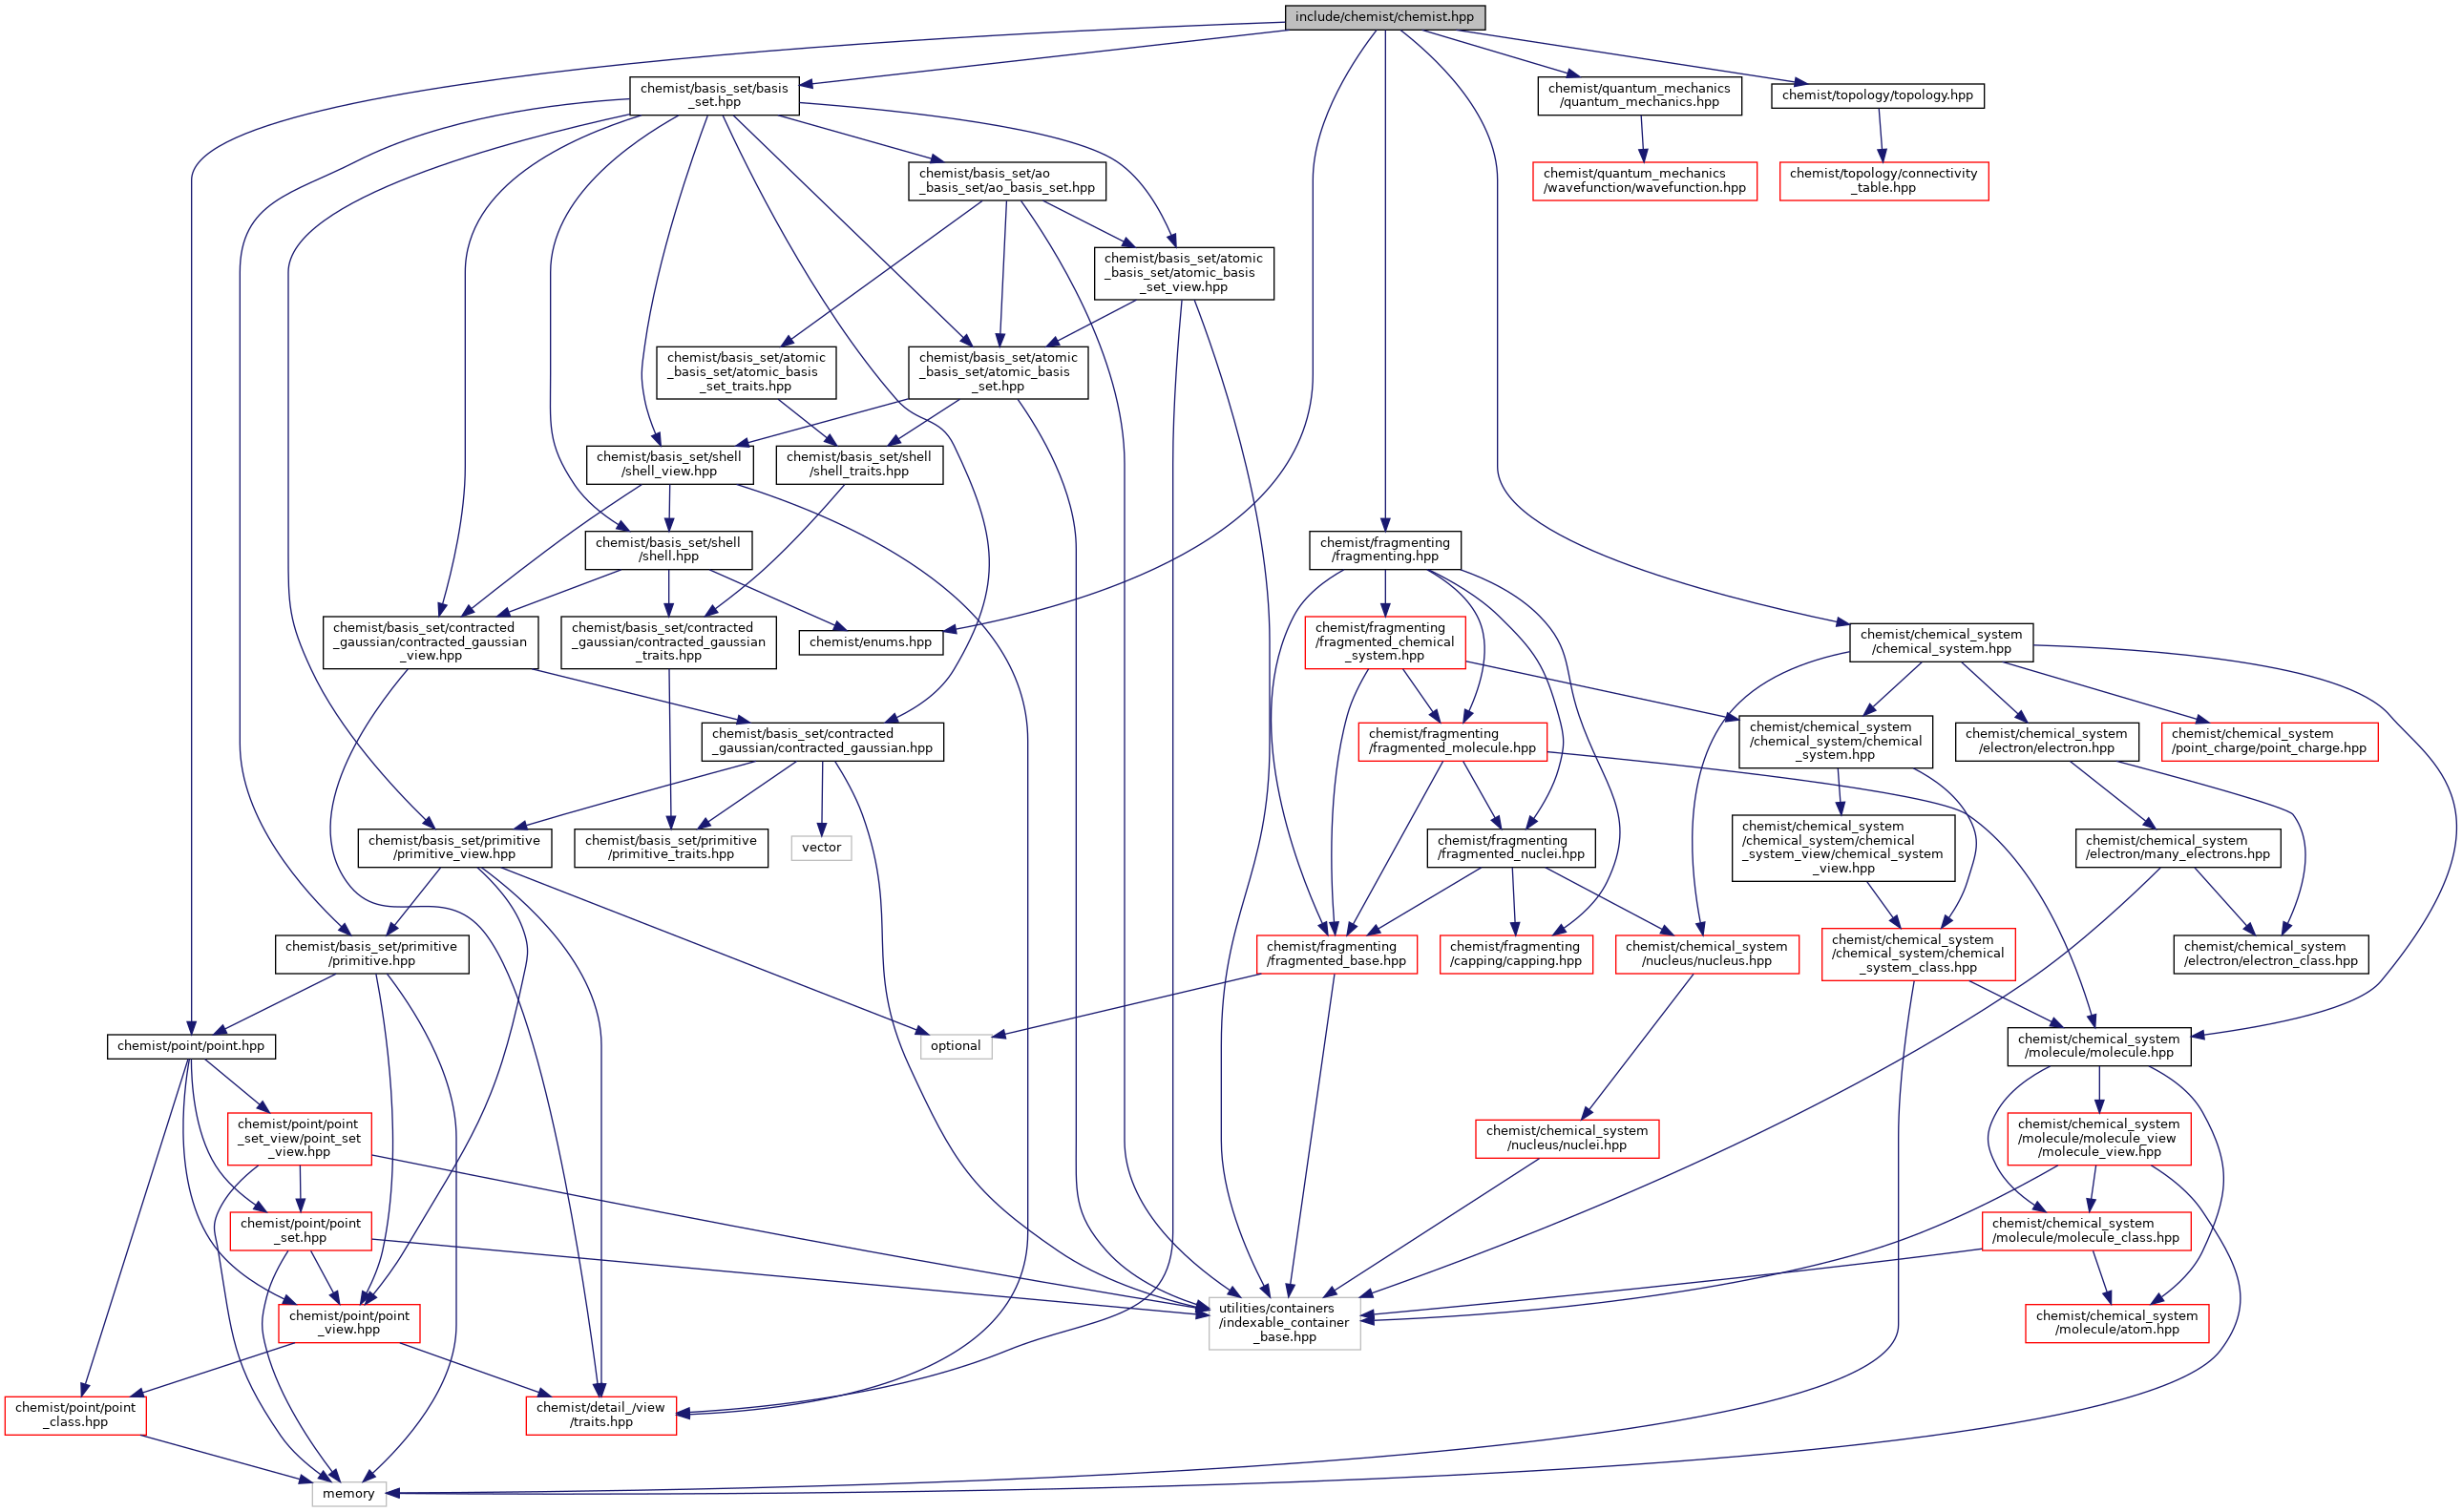 include/chemist/chemist.hpp
chemist/basis_set/basis
_set.hpp
chemist/quantum_mechanics
/quantum_mechanics.hpp
chemist/topology/topology.hpp
chemist/basis_set/ao
_basis_set/ao_basis_set.hpp
chemist/quantum_mechanics
/wavefunction/wavefunction.hpp
chemist/topology/connectivity
_table.hpp
chemist/basis_set/atomic
_basis_set/atomic_basis
_set_view.hpp
chemist/basis_set/atomic
_basis_set/atomic_basis
_set_traits.hpp
chemist/basis_set/atomic
_basis_set/atomic_basis
_set.hpp
chemist/basis_set/shell
/shell_view.hpp
chemist/basis_set/shell
/shell_traits.hpp
chemist/basis_set/shell
/shell.hpp
chemist/fragmenting
/fragmenting.hpp
chemist/basis_set/contracted
_gaussian/contracted_gaussian
_view.hpp
chemist/basis_set/contracted
_gaussian/contracted_gaussian
_traits.hpp
chemist/enums.hpp
chemist/fragmenting
/fragmented_chemical
_system.hpp
chemist/chemical_system
/chemical_system.hpp
chemist/basis_set/contracted
_gaussian/contracted_gaussian.hpp
chemist/fragmenting
/fragmented_molecule.hpp
chemist/chemical_system
/chemical_system/chemical
_system.hpp
chemist/chemical_system
/electron/electron.hpp
chemist/chemical_system
/point_charge/point_charge.hpp
chemist/basis_set/primitive
/primitive_view.hpp
chemist/basis_set/primitive
/primitive_traits.hpp
vector
chemist/fragmenting
/fragmented_nuclei.hpp
chemist/chemical_system
/chemical_system/chemical
_system_view/chemical_system
_view.hpp
chemist/chemical_system
/electron/many_electrons.hpp
chemist/basis_set/primitive
/primitive.hpp
chemist/fragmenting
/fragmented_base.hpp
chemist/fragmenting
/capping/capping.hpp
chemist/chemical_system
/nucleus/nucleus.hpp
chemist/chemical_system
/chemical_system/chemical
_system_class.hpp
chemist/chemical_system
/electron/electron_class.hpp
chemist/point/point.hpp
optional
chemist/chemical_system
/molecule/molecule.hpp
chemist/point/point
_set_view/point_set
_view.hpp
chemist/chemical_system
/nucleus/nuclei.hpp
chemist/chemical_system
/molecule/molecule_view
/molecule_view.hpp
chemist/point/point
_set.hpp
chemist/chemical_system
/molecule/molecule_class.hpp
chemist/point/point
_view.hpp
utilities/containers
/indexable_container
_base.hpp
chemist/chemical_system
/molecule/atom.hpp
chemist/point/point
_class.hpp
chemist/detail_/view
/traits.hpp
memory